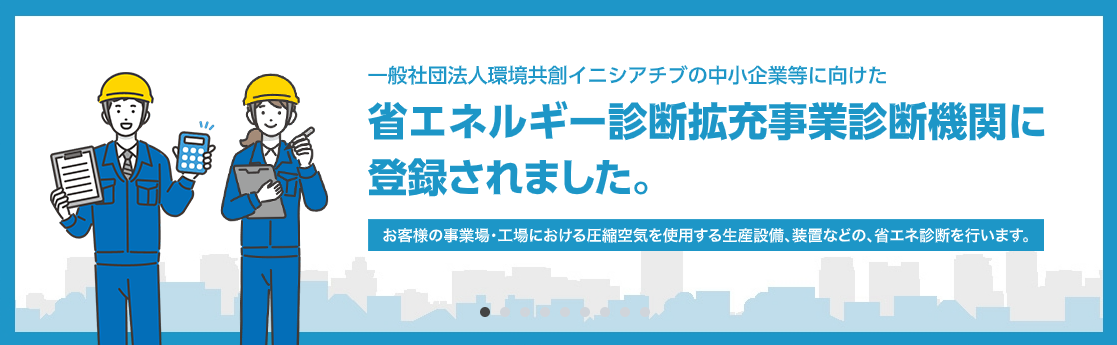 一般社団法人環境共創イニシアチブの中小企業等に向けた
省エネルギー診断拡充事業診断機関に
登録されました。
お客様の事業場・工場における圧縮空気を使用する生産設備、装置などの、省エネ診断を行います。